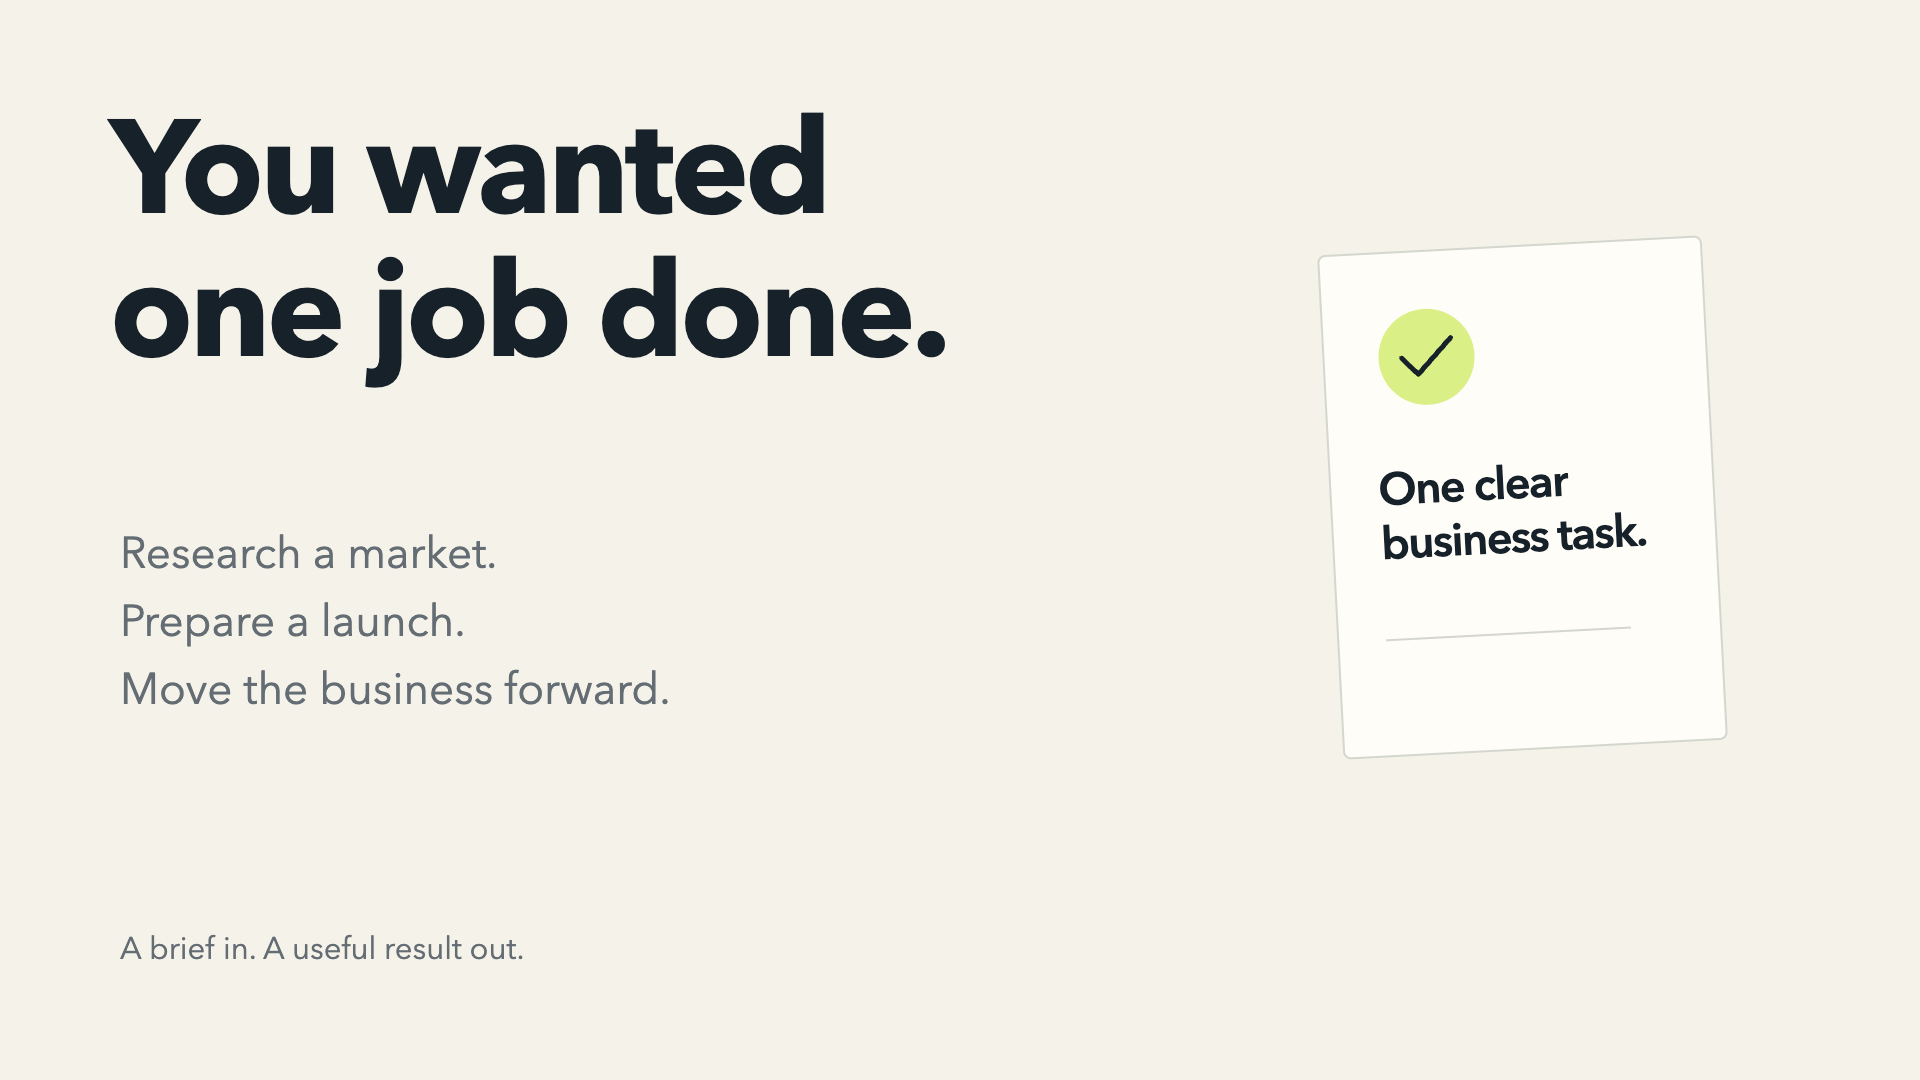 You wanted
one job done.
Research a market.
Prepare a launch.
Move the business forward.
One clear
business task.
A brief in. A useful result out.